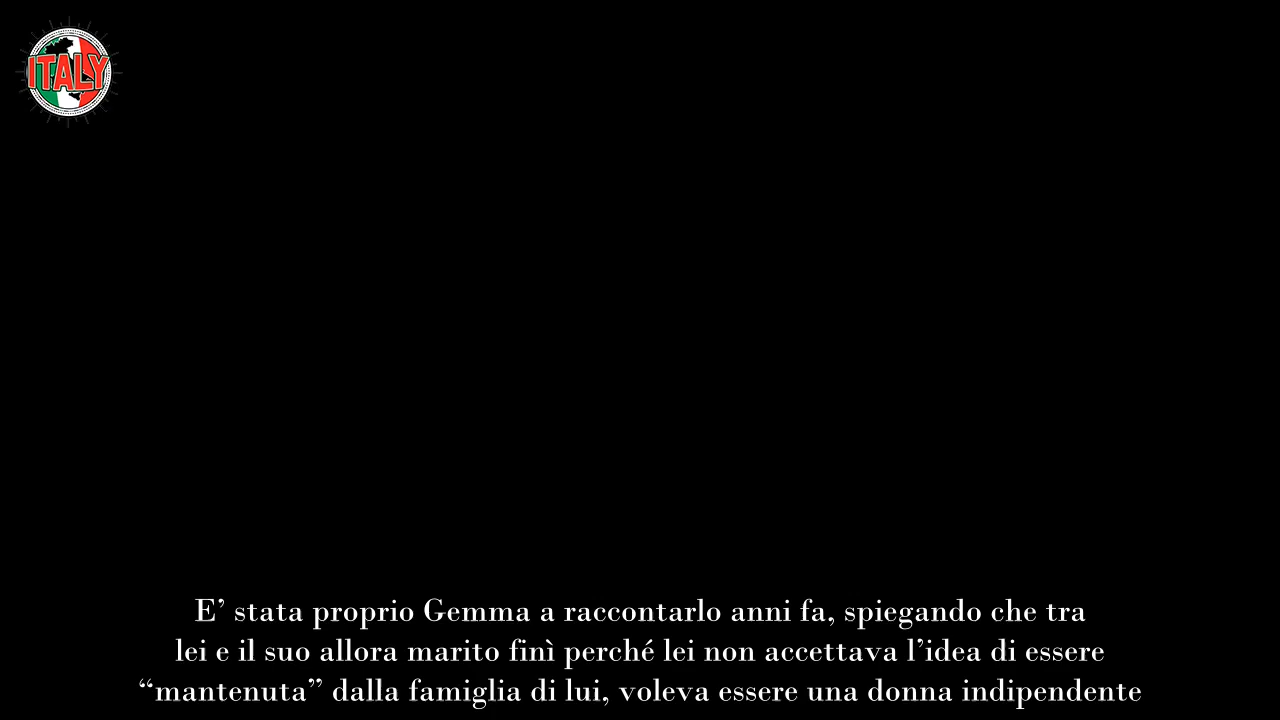 ITALY
E’ stata proprio Gemma a raccontarlo anni fa, spiegando che tra
lei e il suo allora marito finì perché lei non accettava l’idea di essere
“mantenuta” dalla famiglia di lui, voleva essere una donna indipendente